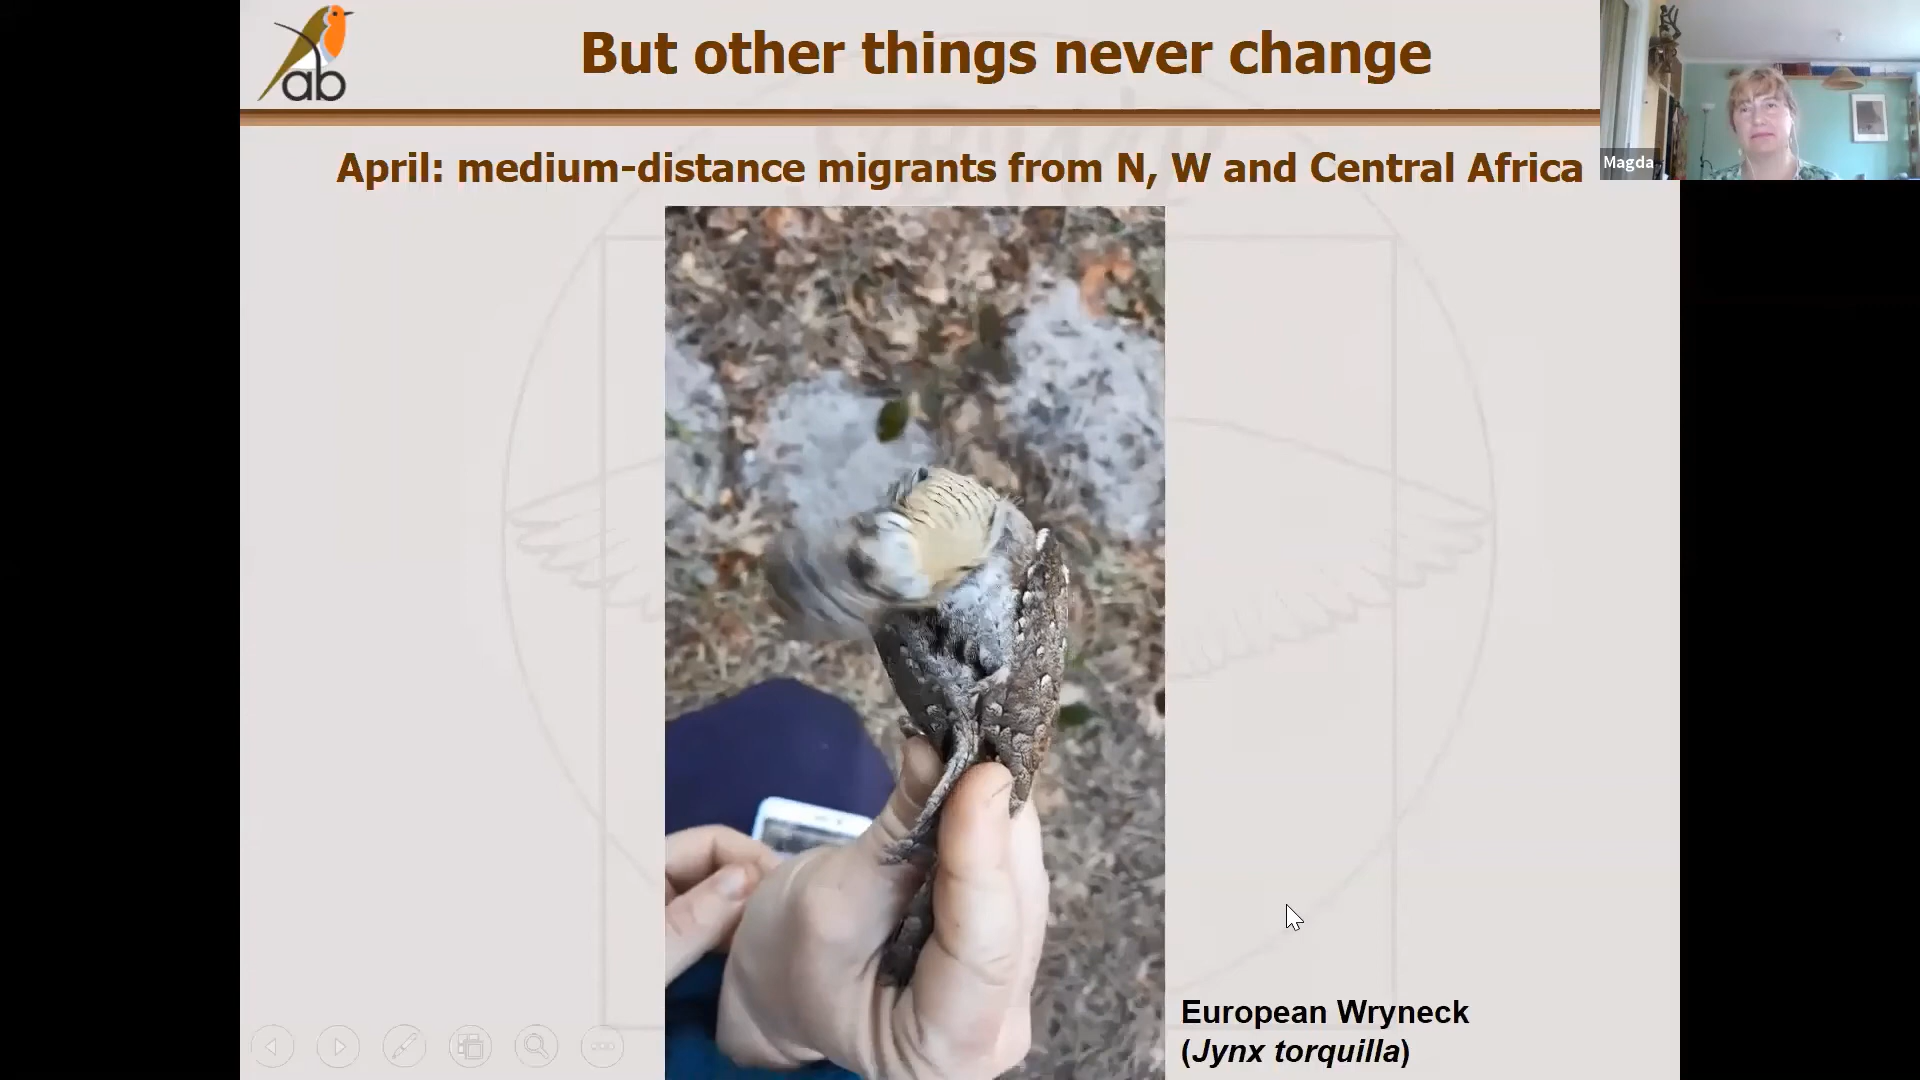 ab
But other things never change
April: medium-distance migrants from N, W and Central Africa
Magda
European Wryneck
(Jynx torquilla)